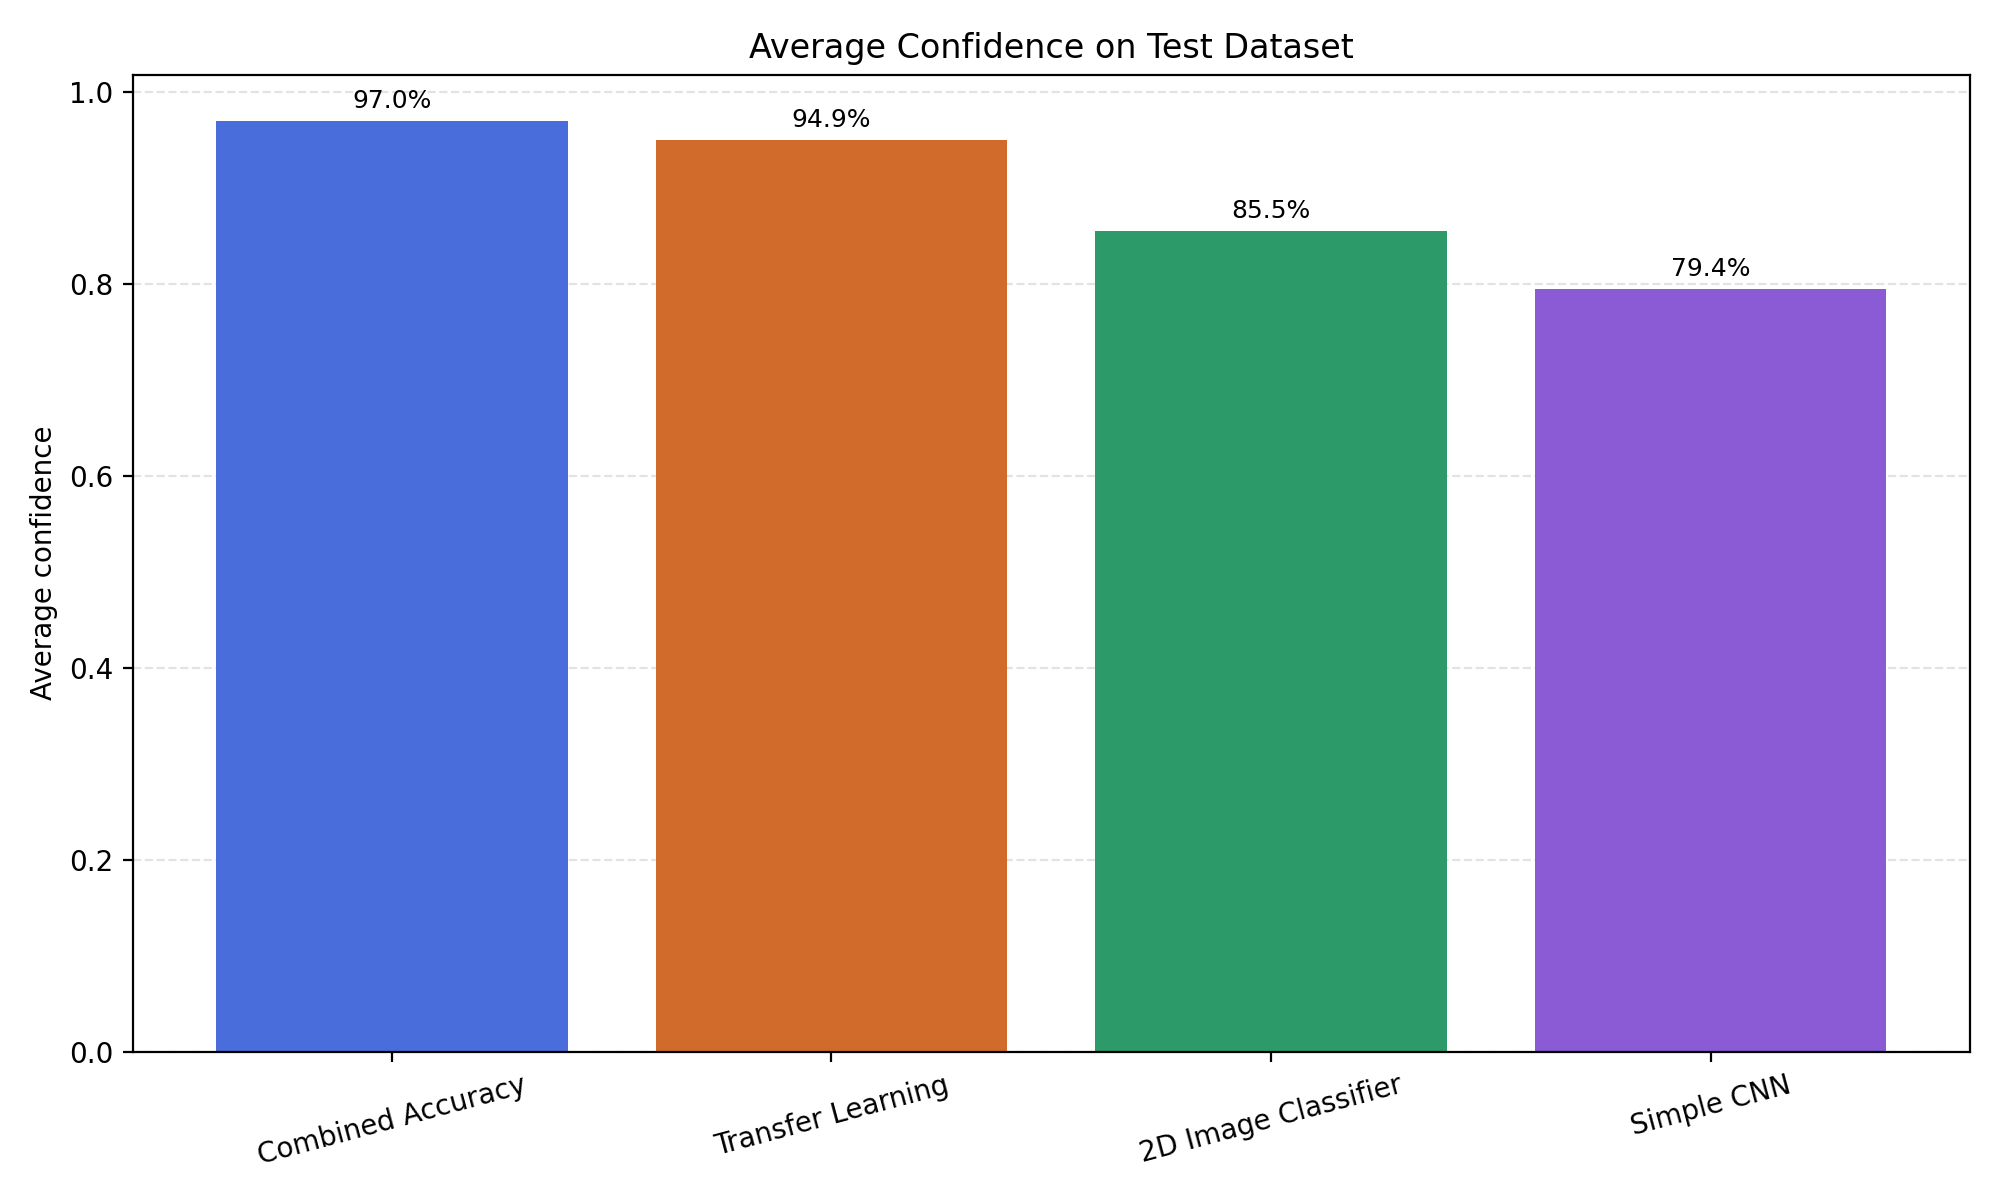 Average Confidence on Test Dataset
1.0
0.8
0.6
0.4
0.2
0.0
Average confidence
97.0%
94.9%
85.5%
79.4%
Combined Accuracy
Transfer Learning
2D Image Classifier
Simple CNN